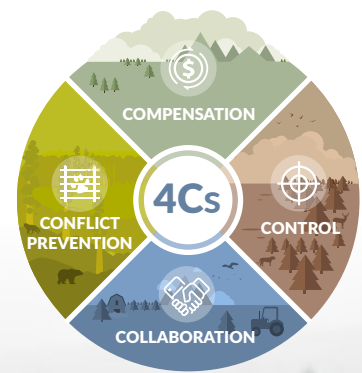 COMPENSATION
4Cs
CONFLICT
PREVENTION
CONTROL
COLLABORATION
$